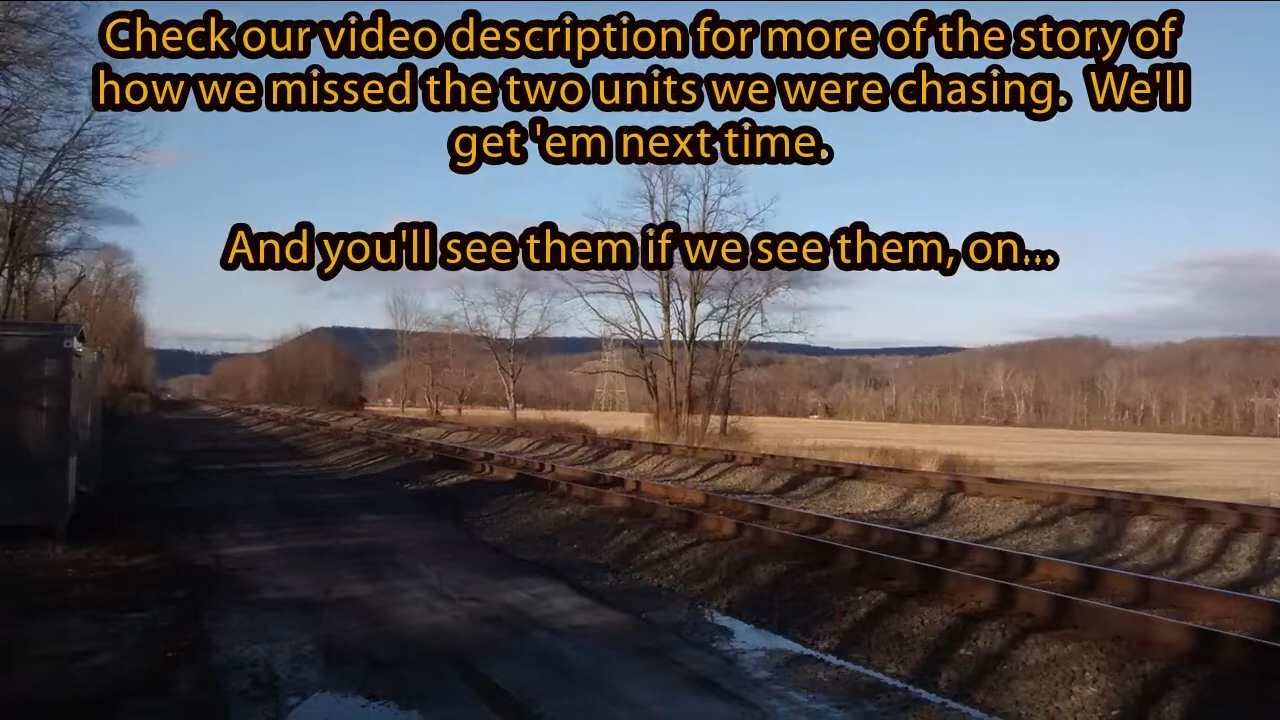 Check our video description for more of the story of
how we missed the two units we were chasing.  We'll
get 'em next time.
And you'll see them if we see them, on...